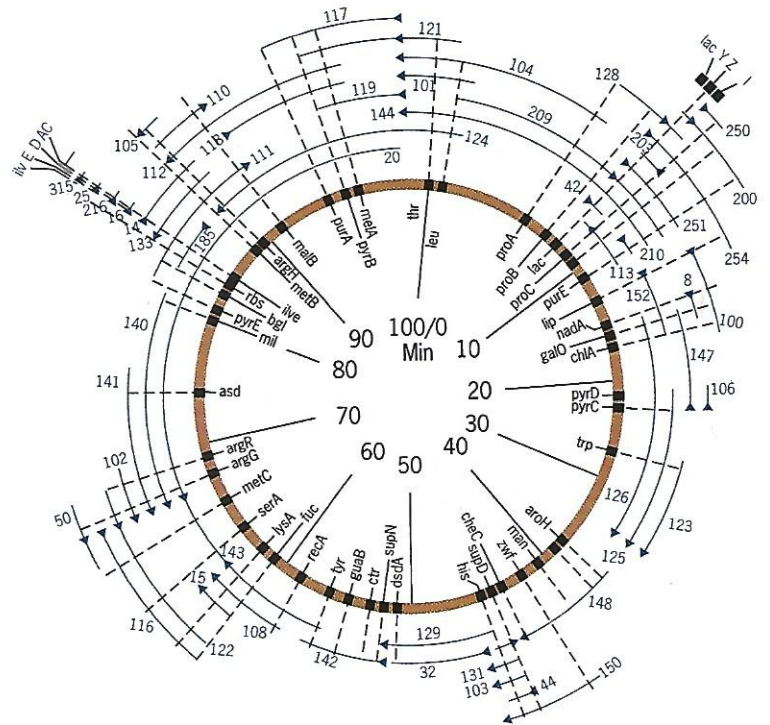 117
121
104
101
119
144
124
209
20
128
lac Y Z I
250
203
42
200
251
210
254
113
152
8
100
147
106
126
125
123
148
150
44
103
131
129
32
142
108
122
116
15
143
50
102
141
140
133
14
16
216
25
315
ilv E D A C
105
112
110
118
111
185
thr
leu
proA
proB
lac
proC
purE
lip
nadA
galO
chlA
pyrD
pyrC
trp
aroH
man
zwf
supD
cheC
his
dsdA
supN
ctr
guaB
tyr
recA
fuc
lysA
serA
metC
argG
argR
asd
mil
pyrE
bgl
rbs
ilve
metB
argH
malB
purA
pyrB
metA
100/0
Min
10
20
30
40
50
60
70
80
90